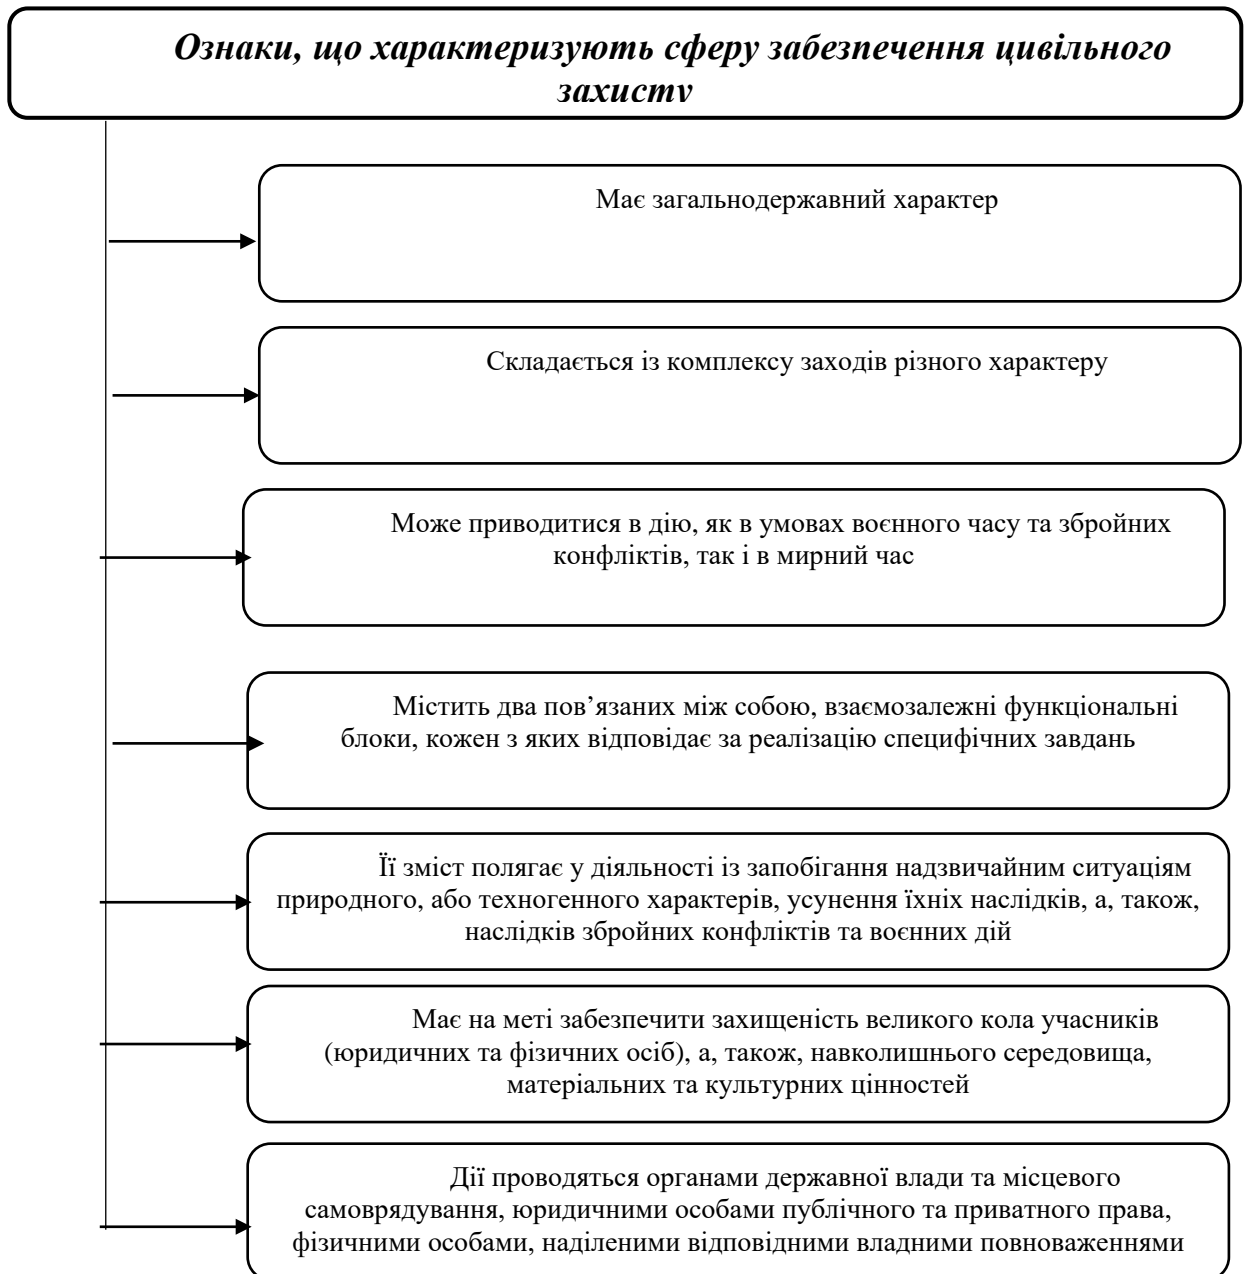 Ознаки, що характеризують сферу забезпечення цивільного
захисту
Має загальнодержавний характер
Складається із комплексу заходів різного характеру
Може приводитися в дію, як в умовах воєнного часу та збройних
конфліктів, так і в мирний час
Містить два пов’язаних між собою, взаємозалежні функціональні
блоки, кожен з яких відповідає за реалізацію специфічних завдань
Її зміст полягає у діяльності із запобігання надзвичайним ситуаціям
природного, або техногенного характерів, усунення їхніх наслідків, а, також,
наслідків збройних конфліктів та воєнних дій
Має на меті забезпечити захищеність великого кола учасників
(юридичних та фізичних осіб), а, також, навколишнього середовища,
матеріальних та культурних цінностей
Дії проводяться органами державної влади та місцевого
самоврядування, юридичними особами публічного та приватного права,
фізичними особами, наділеними відповідними владними повноваженнями